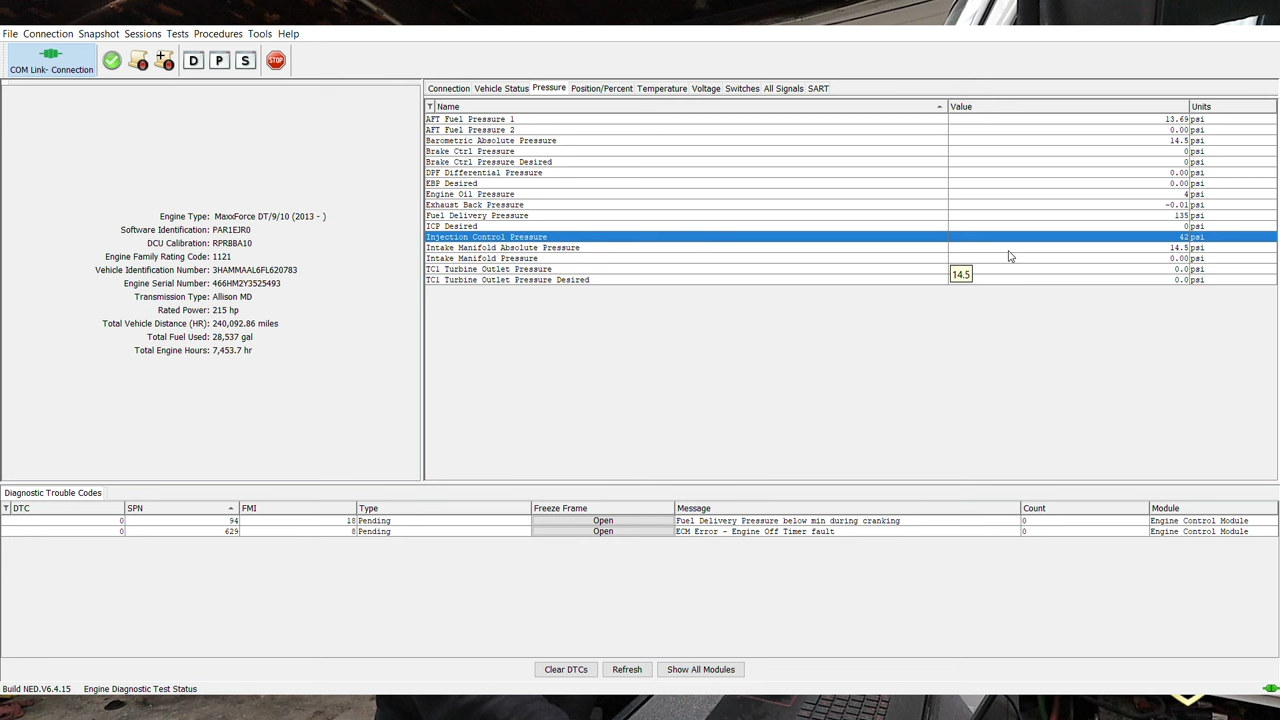 File Connection Snapshot Sessions Tests Procedures Tools Help
COM Link- Connection
D P S STOP
Connection Vehicle Status Pressure Position/Percent Temperature Voltage Switches All Signals SART
Name Value Units
AFT Fuel Pressure 1 13.69 psi
AFT Fuel Pressure 2 0.00 psi
Barometric Absolute Pressure 14.5 psi
Brake Ctrl Pressure 0 psi
Brake Ctrl Pressure Desired 0 psi
DPF Differential Pressure 0.00 psi
EBP Desired 0.00 psi
Engine Oil Pressure 4 psi
Exhaust Back Pressure -0.01 psi
Fuel Delivery Pressure 135 psi
ICP Desired 0 psi
Injection Control Pressure 42 psi
Intake Manifold Absolute Pressure 14.5 psi
Intake Manifold Pressure 0.00 psi
TC1 Turbine Outlet Pressure 0.0 psi
TC1 Turbine Outlet Pressure Desired 0.0 psi
14.5
Engine Type: MaxxForce DT/9/10 (2013 - )
Software Identification: PAR1EJR0
DCU Calibration: RPRBBA10
Engine Family Rating Code: 1121
Vehicle Identification Number: 3HAMMAAL6FL620783
Engine Serial Number: 466HM2Y3525493
Transmission Type: Allison MD
Rated Power: 215 hp
Total Vehicle Distance (HR): 240,092.86 miles
Total Fuel Used: 28,537 gal
Total Engine Hours: 7,453.7 hr
Diagnostic Trouble Codes
DTC SPN FMI Type Freeze Frame Message Count Module
0 94 18 Pending Open Fuel Delivery Pressure below min during cranking 0 Engine Control Module
0 629 8 Pending Open ECM Error - Engine Off Timer fault 0 Engine Control Module
Clear DTCs Refresh Show All Modules
Build NED.V6.4.15 Engine Diagnostic Test Status